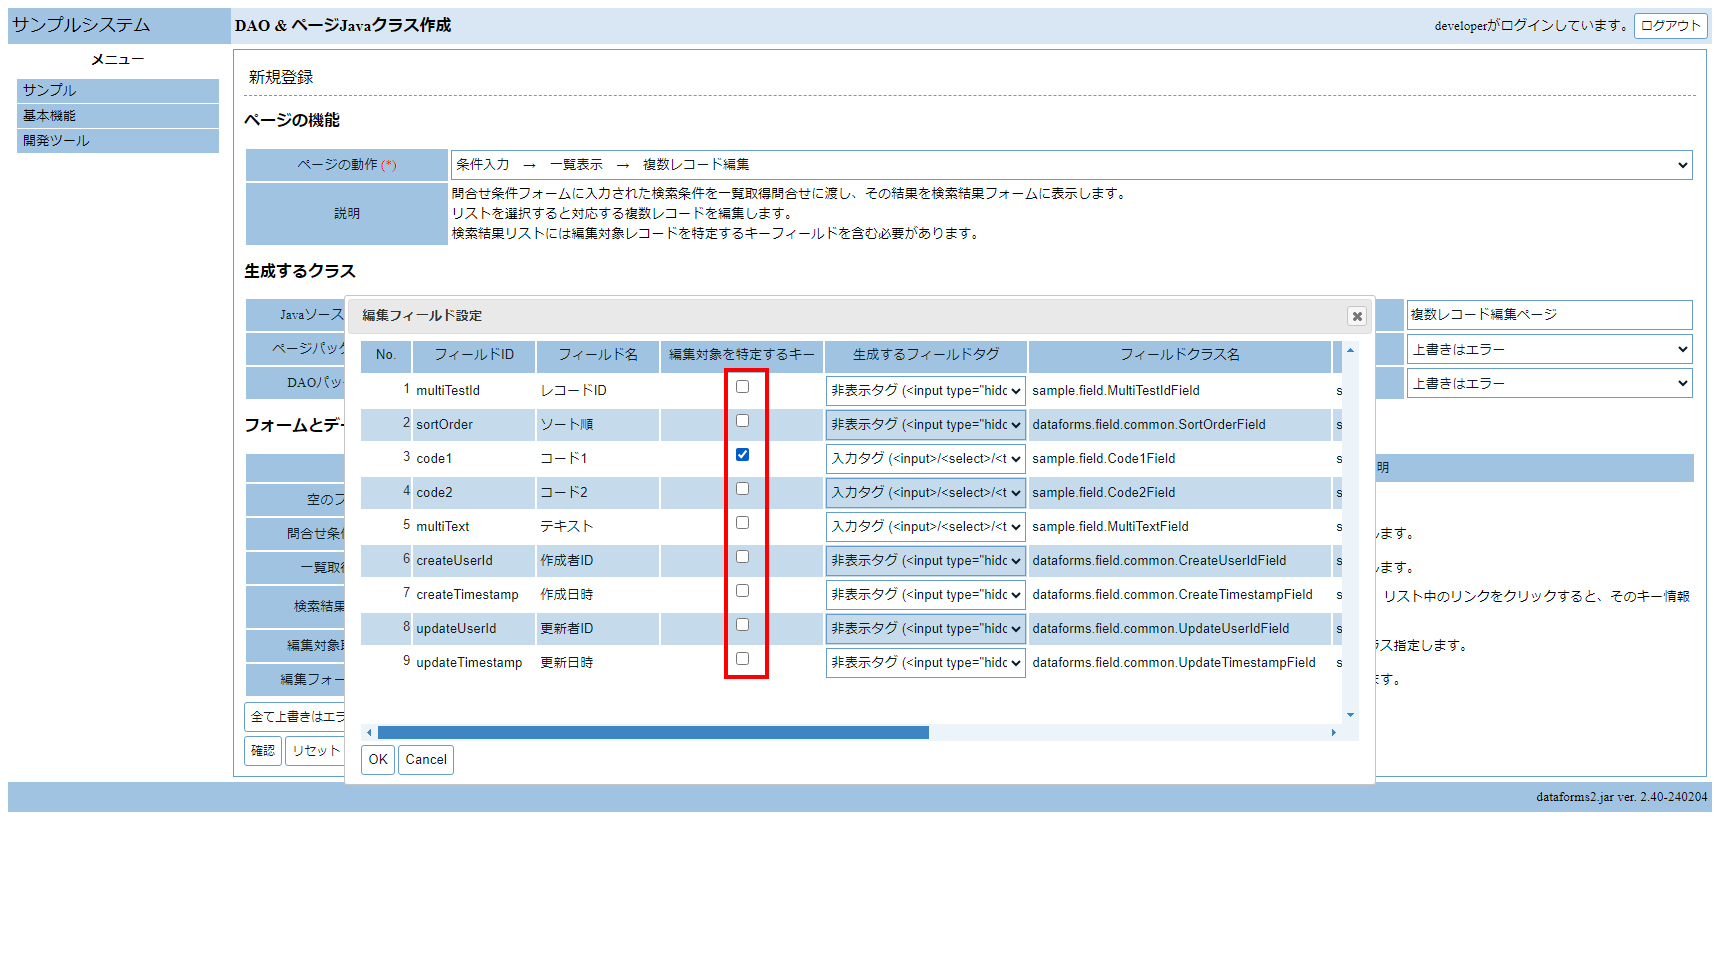 サンプルシステム
DAO & ページJavaクラス作成
developerがログインしています。 ログアウト
メニュー
サンプル
基本機能
開発ツール
新規登録
ページの機能
ページの動作 (*) 条件入力 → 一覧表示 → 複数レコード編集
説明
問合せ条件フォームに入力された検索条件を一覧取得問合せに渡し、その結果を検索結果フォームに表示します。
リストを選択すると対応する複数レコードを編集します。
検索結果リストには編集対象レコードを特定するキーフィールドを含む必要があります。
生成するクラス
Javaソース 複数レコード編集ページ
ページパック 上書きはエラー
DAOパッ 上書きはエラー
フォームとデー
明
空のフ
問合せ条件 します。
一覧取得 します。
検索結果 リスト中のリンクをクリックすると、そのキー情報
編集対象 ラス指定します。
編集フォー ます。
全て上書きはエラ
確認 リセット
編集フィールド設定
No. フィールドID フィールド名 編集対象を特定するキー 生成するフィールドタグ フィールドクラス名
1 multiTestId レコードID 非表示タグ (<input type="hidc sample.field.MultiTestIdField s
2 sortOrder ソート順 非表示タグ (<input type="hidc dataforms.field.common.SortOrderField s
3 code1 コード1 入力タグ (<input>/<select>/<t sample.field.Code1Field s
4 code2 コード2 入力タグ (<input>/<select>/<t sample.field.Code2Field s
5 multiText テキスト 入力タグ (<input>/<select>/<t sample.field.MultiTextField s
6 createUserId 作成者ID 非表示タグ (<input type="hidc dataforms.field.common.CreateUserIdField s
7 createTimestamp 作成日時 非表示タグ (<input type="hidc dataforms.field.common.CreateTimestampField s
8 updateUserId 更新者ID 非表示タグ (<input type="hidc dataforms.field.common.UpdateUserIdField s
9 updateTimestamp 更新日時 非表示タグ (<input type="hidc dataforms.field.common.UpdateTimestampField s
OK Cancel
dataforms2.jar ver. 2.40-240204